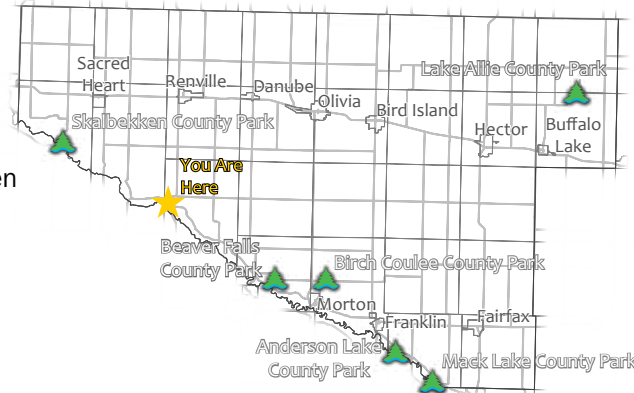 Sacred
Heart
Renville
Danube
Olivia
Bird Island
Lake Allie County Park
Hector
Buffalo
Lake
Skalbekken County Park
en
You Are
Here
Beaver Falls
County Park
Birch Coulee County Park
Morton
Franklin
Fairfax
Anderson Lake
County Park
Mack Lake County Park